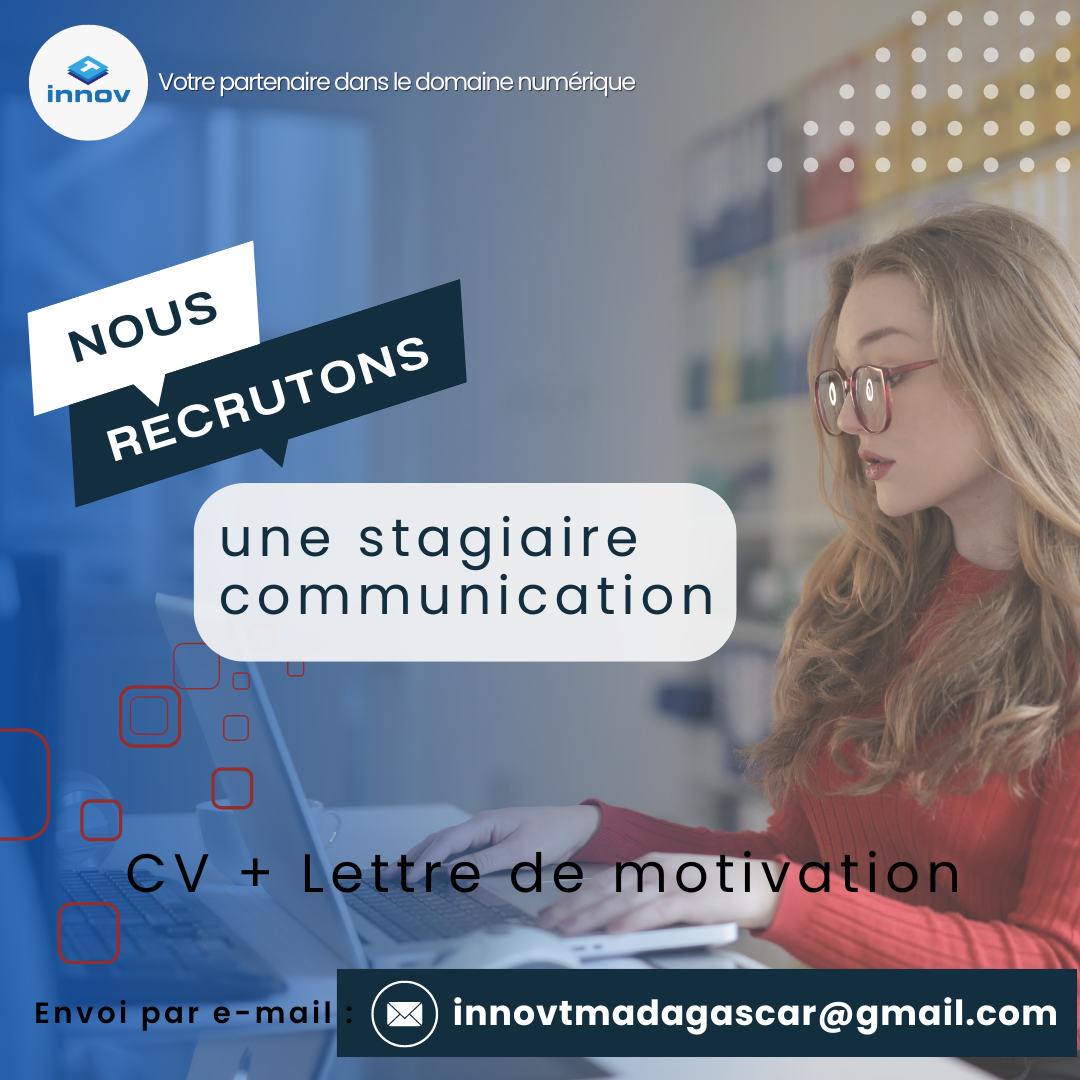 innov
Votre partenaire dans le domaine numérique
NOUS
RECRUTONS
une stagiaire
communication
CV + Lettre de motivation
Envoi par e-mail : innovtmadagascar@gmail.com